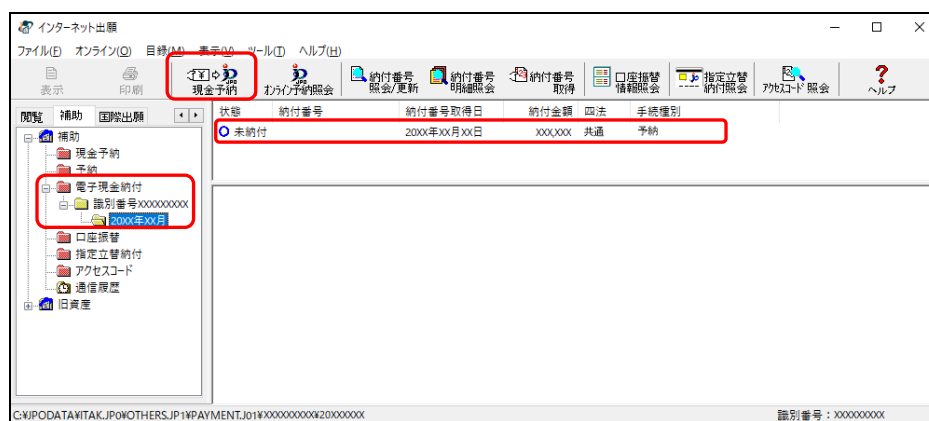 インターネット出願
ファイル(F) オンライン(O) 目録(M) 表示(V) ツール(T) ヘルプ(H)
表示
印刷
現金予納
オンライン予納照会
納付番号
照会/更新
納付番号
明細照会
納付番号
取得
口座振替
情報照会
指定立替
納付照会
アクセスコード照会
ヘルプ
閲覧 補助 国際出願
状態 納付番号 納付番号取得日 納付金額 四法 手続種別
未納付 20XX年XX月XX日 XXX,XXX 共通 予納
補助
現金予納
予納
電子現金納付
識別番号XXXXXXXXX
20XX年XX月
口座振替
指定立替納付
アクセスコード
通信履歴
旧資産
C:¥JPODATA¥ITAK.JP0¥OTHERS.JP1¥PAYMENT.J01¥XXXXXXXXX¥20XXXXXX
識別番号：XXXXXXXXX